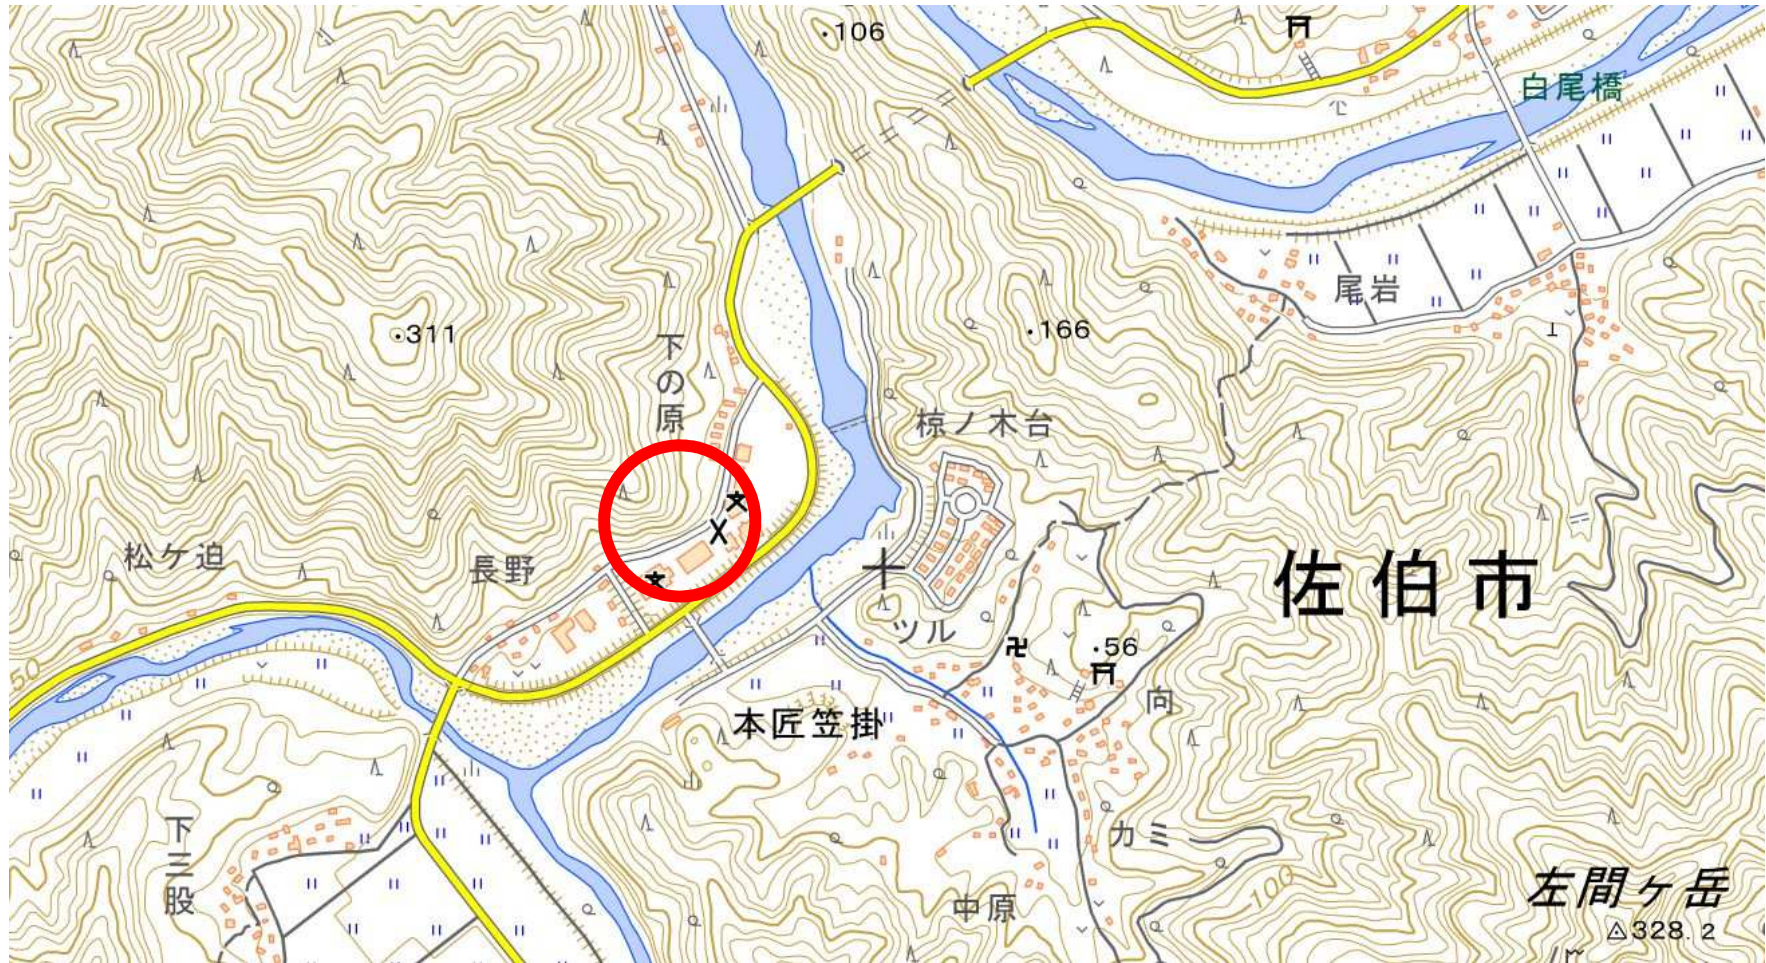 106
白尾橋
尾岩
311
166
下の原
椋ノ木台
松ケ迫
長野
佐伯市
ツル
56
50
向
本匠笠掛
下三股
カミ
100
中原
左間ヶ岳
328.2